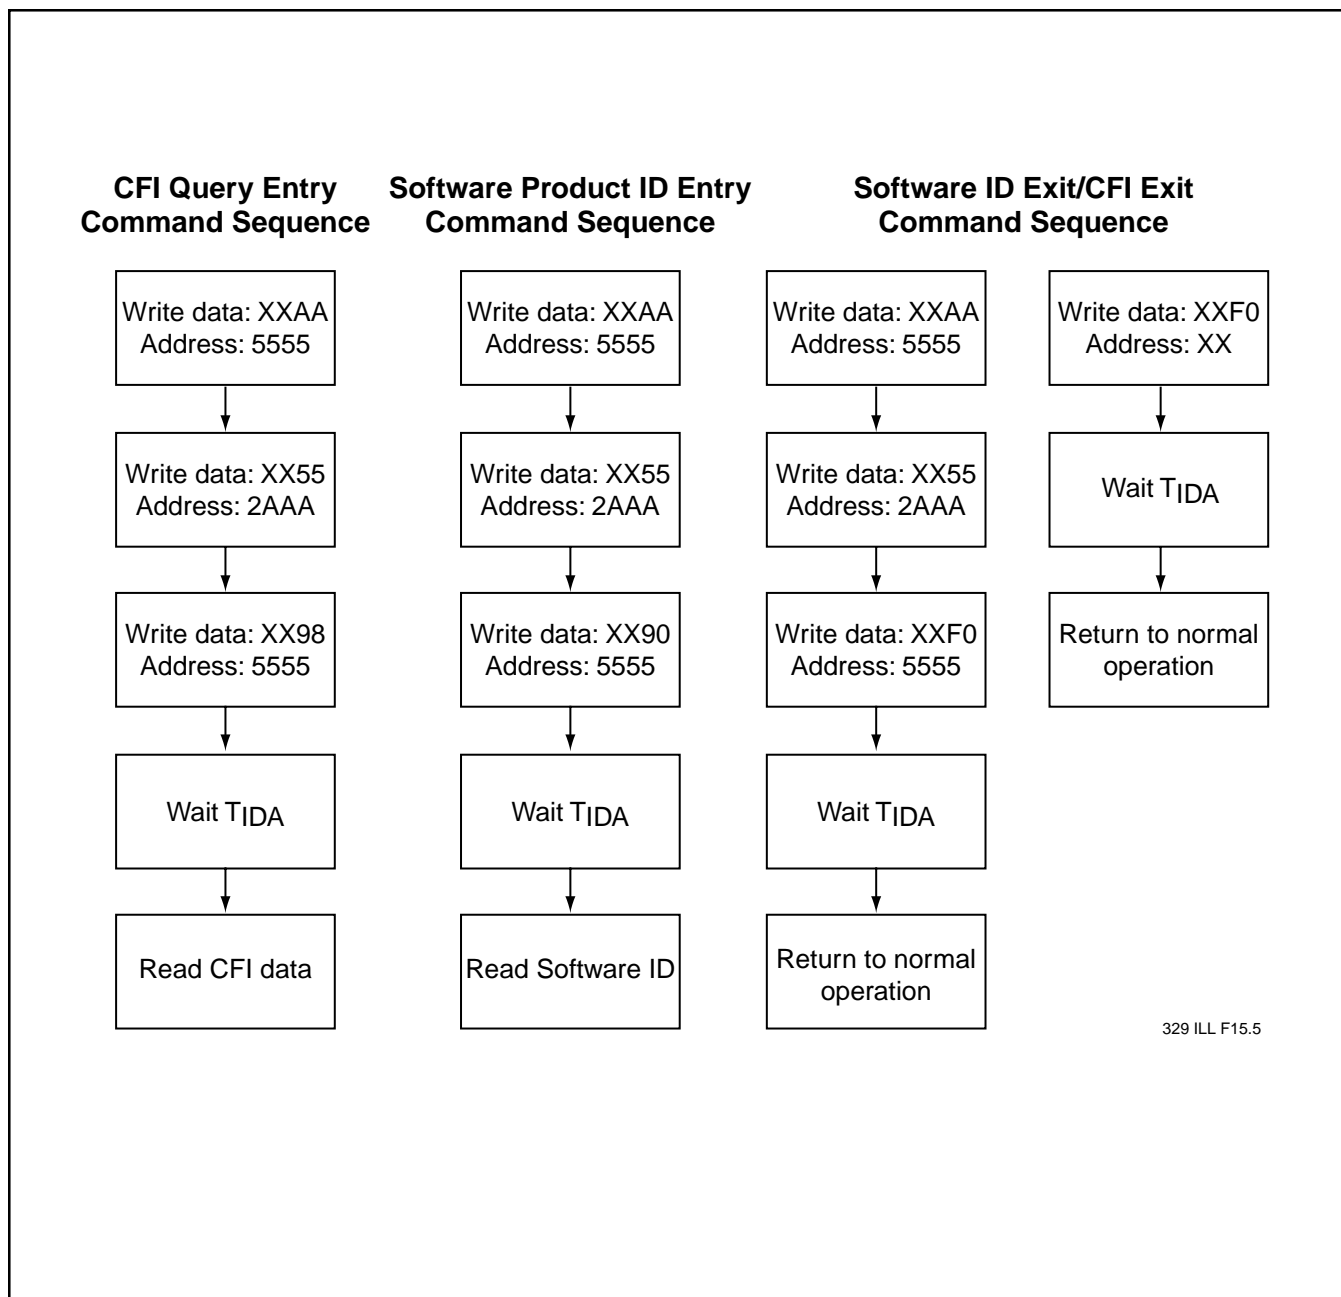 CFI Query Entry
Command Sequence
Write data: XXAA
Address: 5555
Write data: XX55
Address: 2AAA
Write data: XX98
Address: 5555
Wait TIDA
Read CFI data
Software Product ID Entry
Command Sequence
Write data: XXAA
Address: 5555
Write data: XX55
Address: 2AAA
Write data: XX90
Address: 5555
Wait TIDA
Read Software ID
Software ID Exit/CFI Exit
Command Sequence
Write data: XXAA
Address: 5555
Write data: XX55
Address: 2AAA
Write data: XXF0
Address: 5555
Wait TIDA
Return to normal
operation
Write data: XXF0
Address: XX
Wait TIDA
Return to normal
operation
329 ILL F15.5